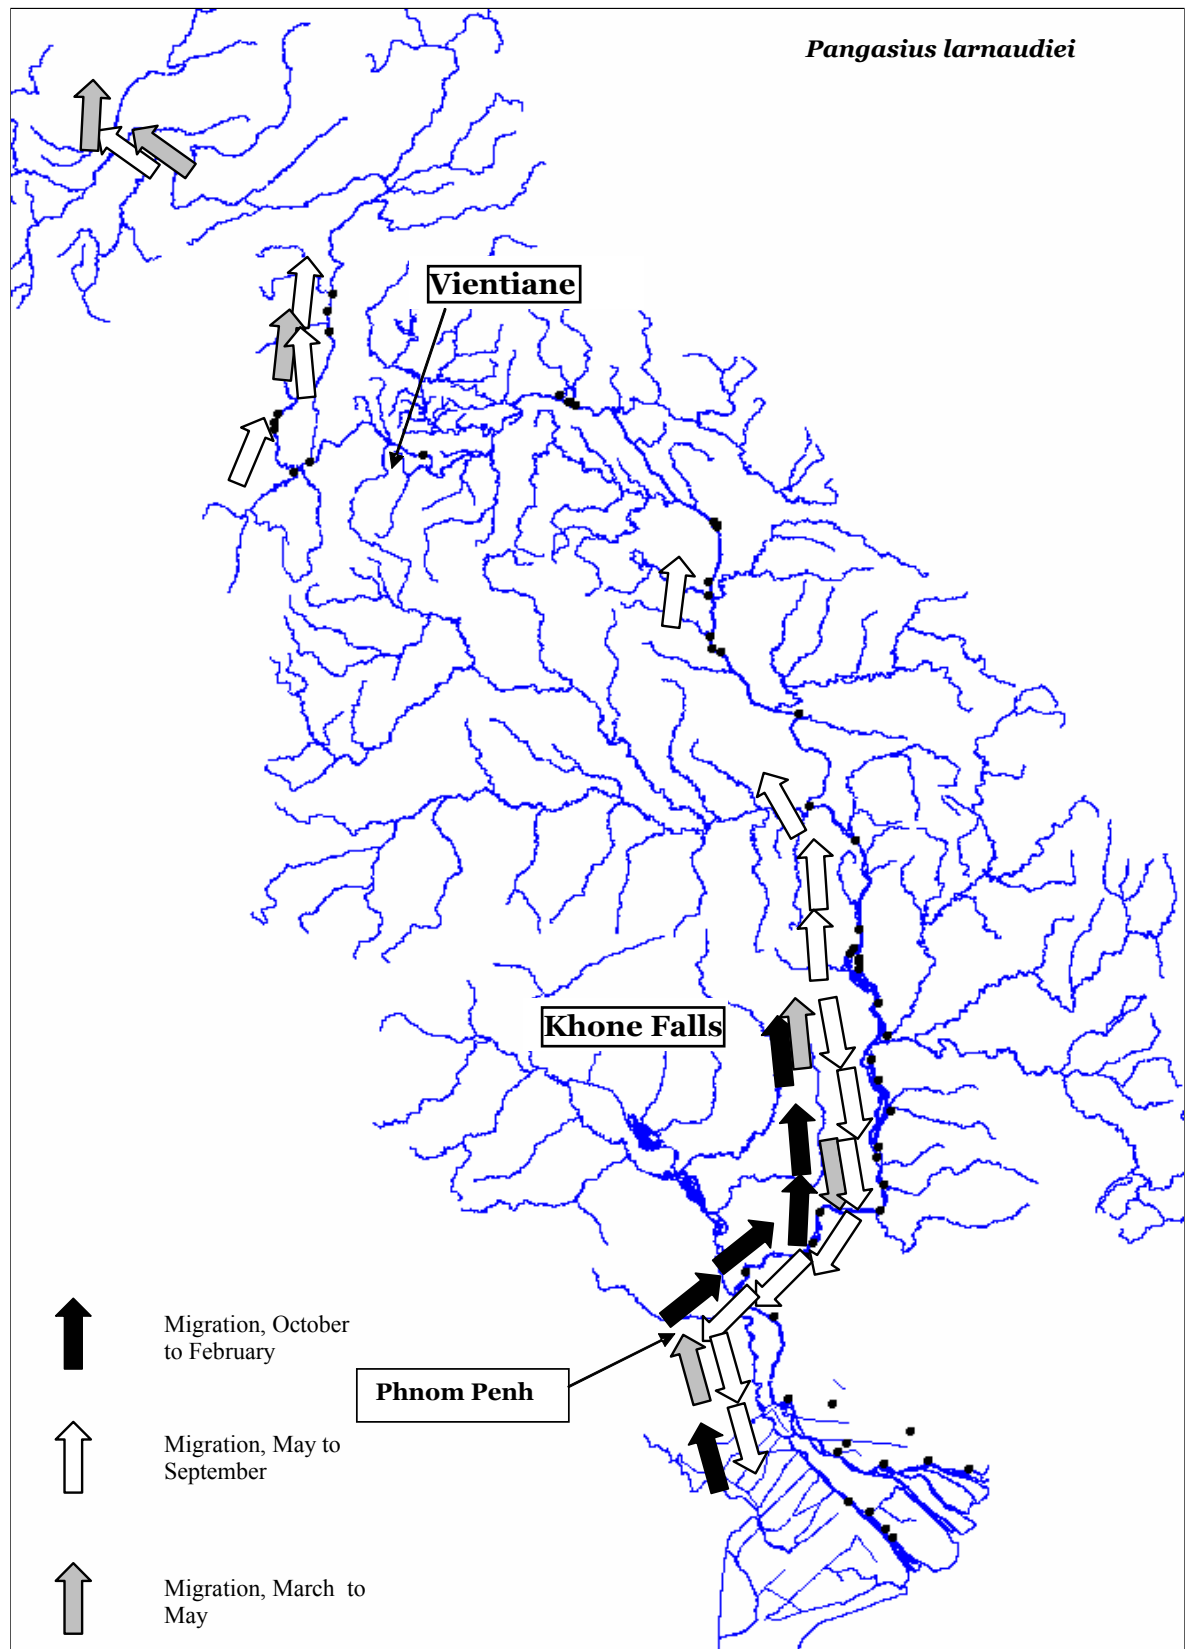 Pangasius larnaudiei
Vientiane
Khone Falls
Phnom Penh
Migration, October
to February
Migration, May to
September
Migration, March to
May